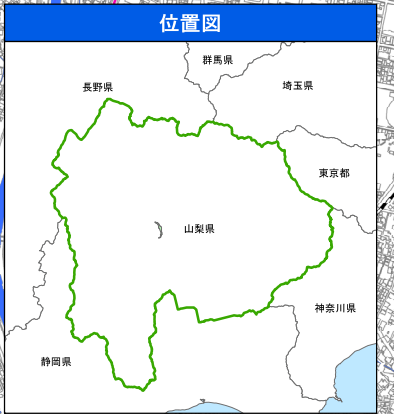 位置図
群馬県
長野県
埼玉県
東京都
山梨県
神奈川県
静岡県